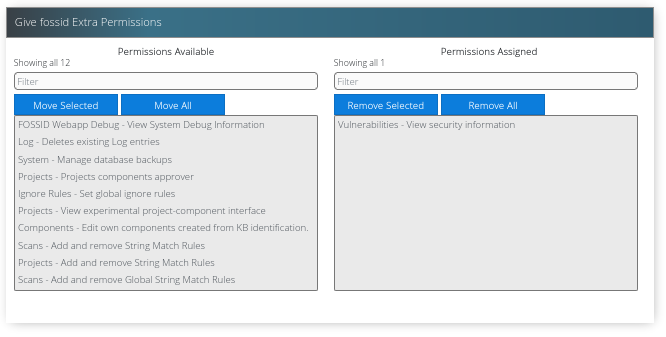 Give fossid Extra Permissions
Permissions Available
Showing all 12
Filter
Move Selected
Move All
FOSSID Webapp Debug - View System Debug Information
Log - Deletes existing Log entries
System - Manage database backups
Projects - Projects components approver
Ignore Rules - Set global ignore rules
Projects - View experimental project-component interface
Components - Edit own components created from KB identification.
Scans - Add and remove String Match Rules
Projects - Add and remove String Match Rules
Scans - Add and remove Global String Match Rules
Permissions Assigned
Showing all 1
Filter
Remove Selected
Remove All
Vulnerabilities - View security information